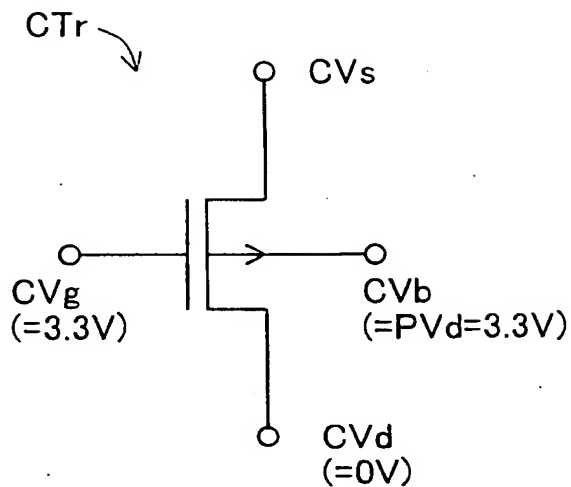 CTr
CVs
CVg
(=3.3V)
CVb
(=PVd=3.3V)
CVd
(=0V)